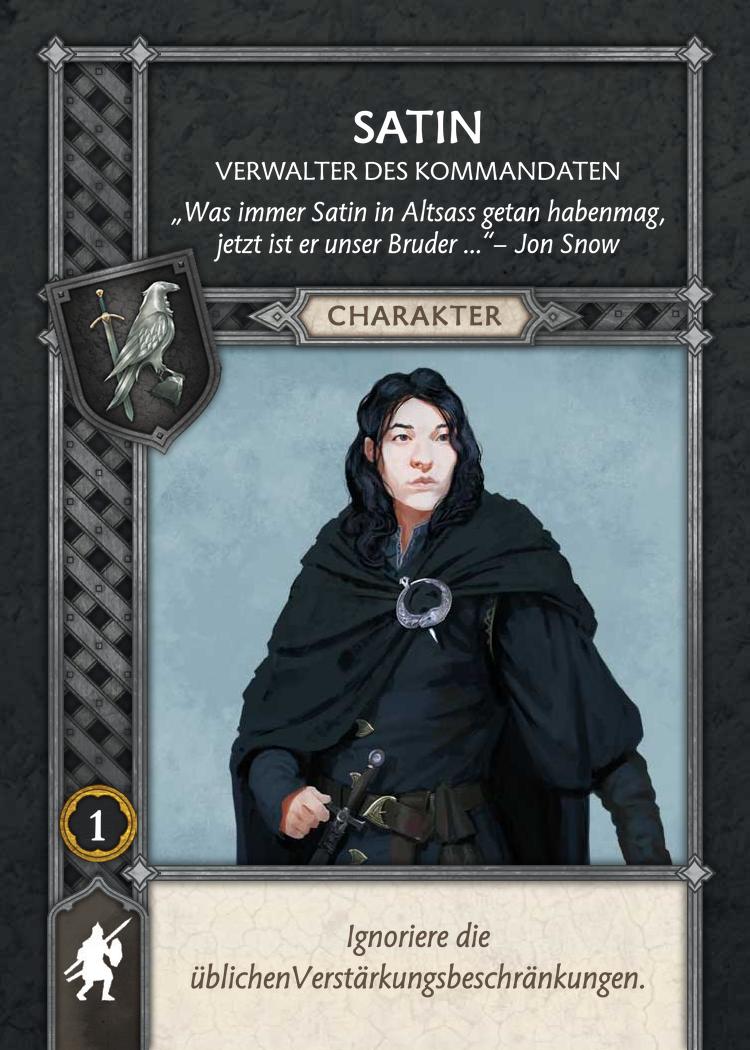 SATIN
VERWALTER DES KOMMANDATEN
„Was immer Satin in Altsass getan habenmag,
jetzt ist er unser Bruder ...“– Jon Snow
CHARAKTER
1
Ignoriere die
üblichenVerstärkungsbeschränkungen.